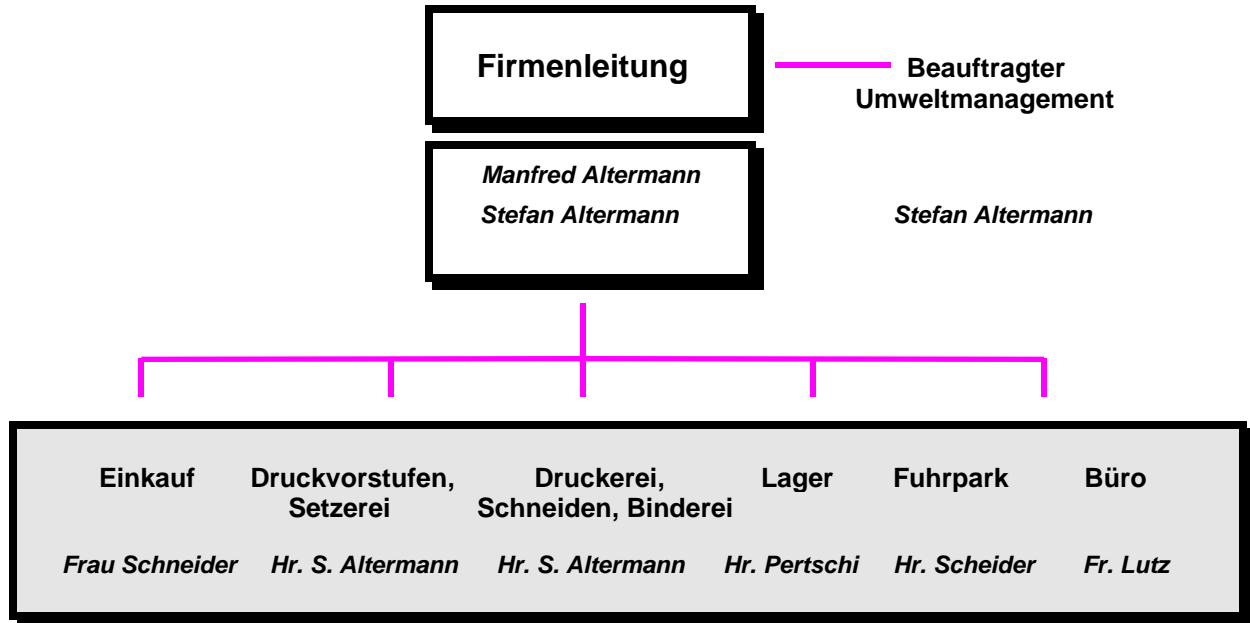 Firmenleitung
Beauftragter
Umweltmanagement
Manfred Altermann
Stefan Altermann
Stefan Altermann
Einkauf
Druckvorstufen,
Setzerei
Druckerei,
Schneiden, Binderei
Lager
Fuhrpark
Büro
Frau Schneider
Hr. S. Altermann
Hr. S. Altermann
Hr. Pertschi
Hr. Scheider
Fr. Lutz